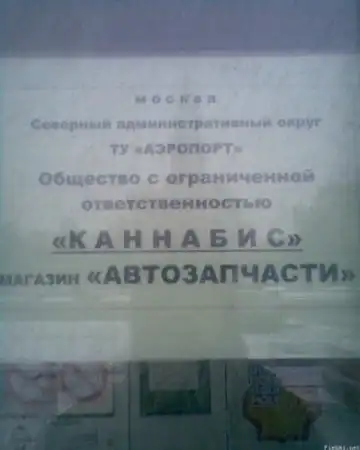 МОСКВА
Северный административный округ
ТУ «АЭРОПОРТ»
Общество с ограниченной
ответственностью
«КАННАБИС»
МАГАЗИН «АВТОЗАПЧАСТИ»